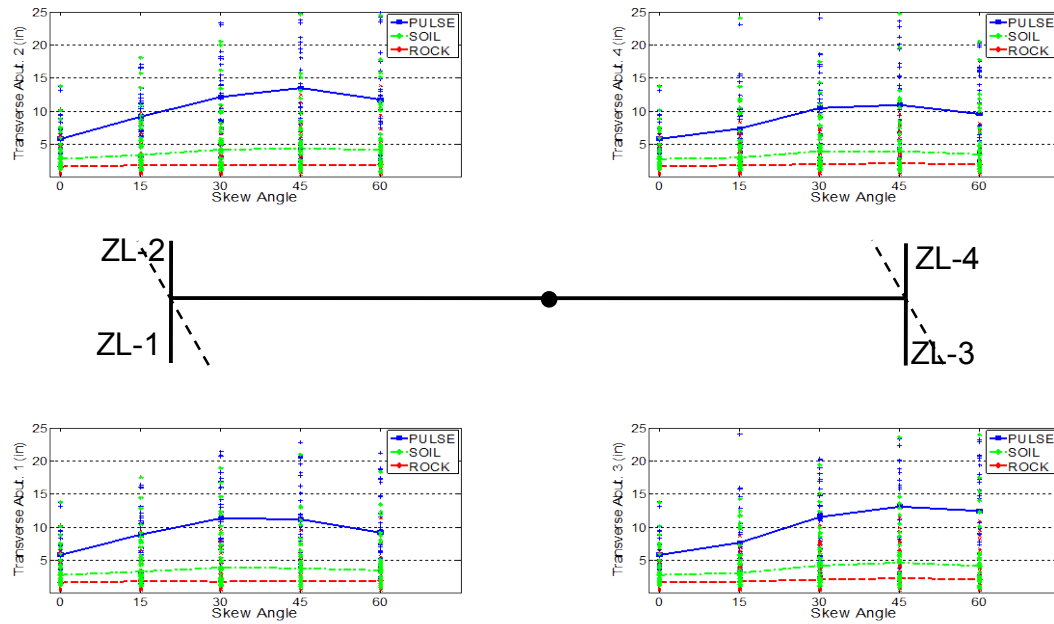 25
20
15
10
5
Transverse Abut. 2 (in)
PULSE
SOIL
ROCK
0 15 30 45 60
Skew Angle
25
20
15
10
5
Transverse Abut. 4 (in)
PULSE
SOIL
ROCK
0 15 30 45 60
Skew Angle
ZL-2
ZL-4
ZL-1
ZL-3
25
20
15
10
5
Transverse Abut. 1 (in)
PULSE
SOIL
ROCK
0 15 30 45 60
Skew Angle
25
20
15
10
5
Transverse Abut. 3 (in)
PULSE
SOIL
ROCK
0 15 30 45 60
Skew Angle